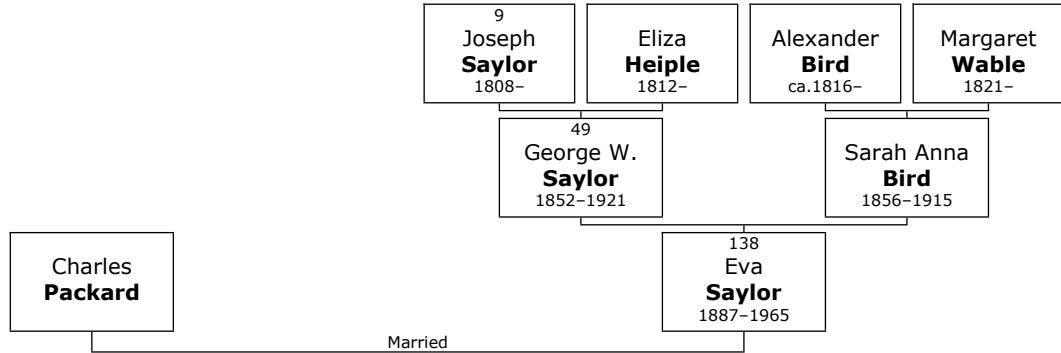 9
Joseph
Saylor
1808–
Eliza
Heiple
1812–
Alexander
Bird
ca.1816–
Margaret
Wable
1821–
49
George W.
Saylor
1852–1921
Sarah Anna
Bird
1856–1915
Charles
Packard
138
Eva
Saylor
1887–1965
Married